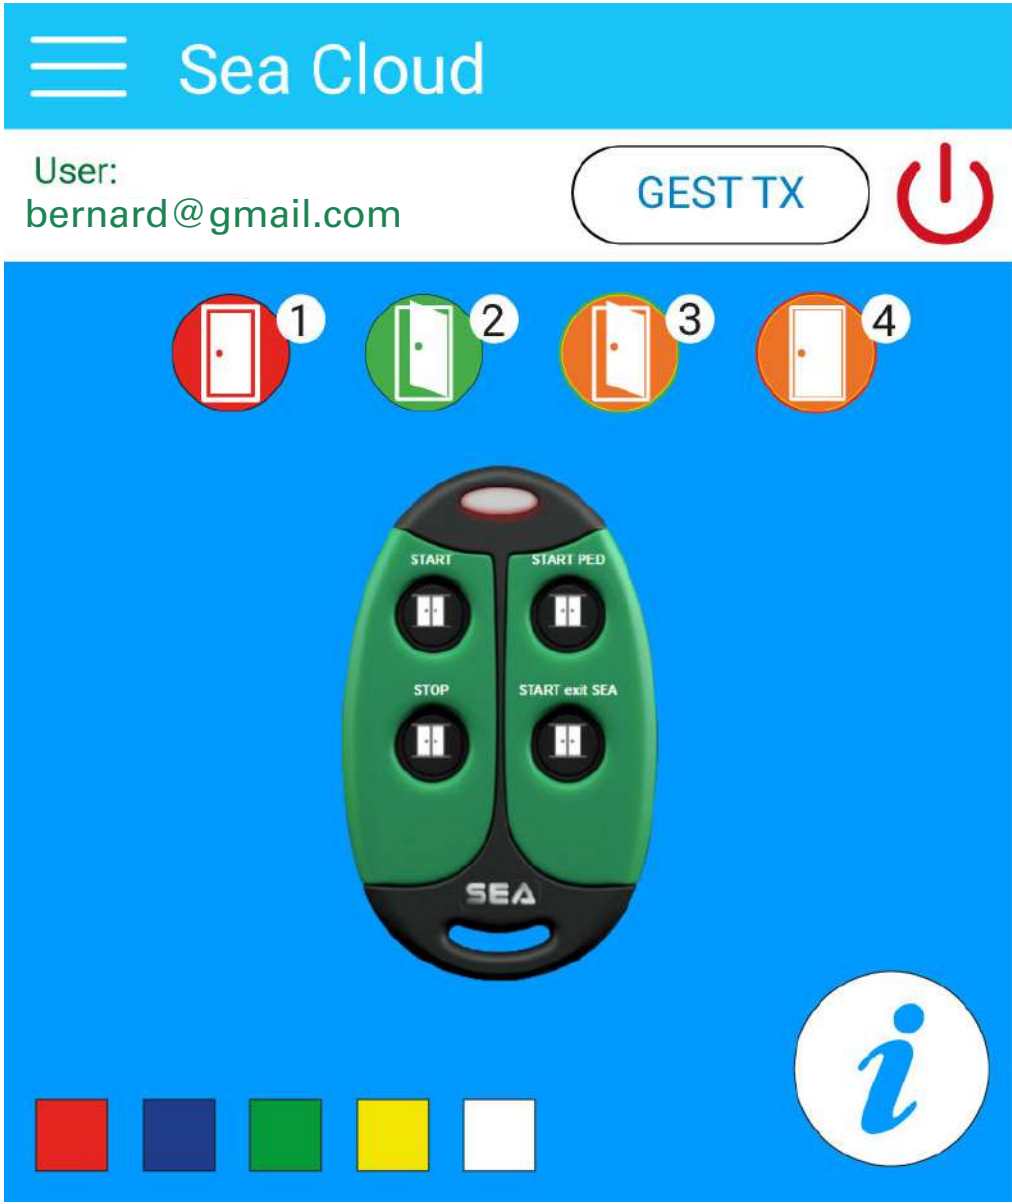 Sea Cloud
User:
bernard@gmail.com
GEST TX
1
2
3
4
START
START PED
STOP
START exit SEA
SEA
i